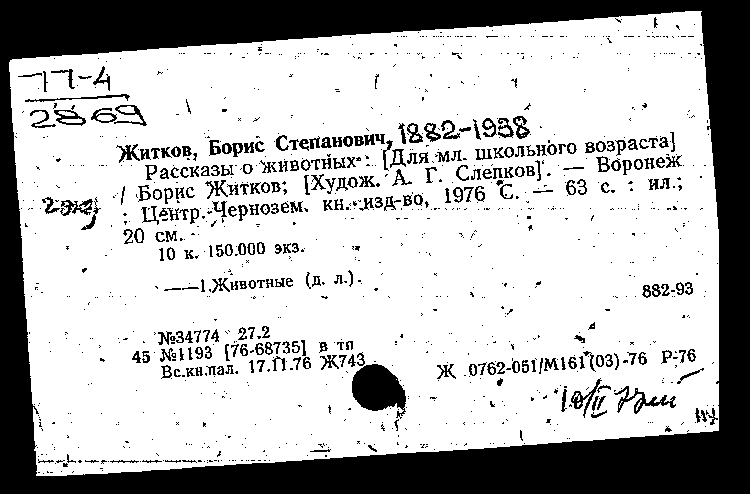 77-4
2869
Житков, Борис Степанович, 1882-1938
Рассказы о животных : [Для мл. школьного возраста]
/ Борис Житков; [Худож. А. Г. Слепков]. — Воронеж
: Центр.-Чернозем. кн. изд-во, 1976 С. — 63 с. : ил.;
20 см.
10 к. 150.000 экз.
——1.Животные (д. л.).
882-93
№34774 27.2
45 №1193 [76-68735] в тп
Вс.кн.пал. 17.11.76 Ж743
Ж 0762-051/М161(03)-76 Р-76
10/II